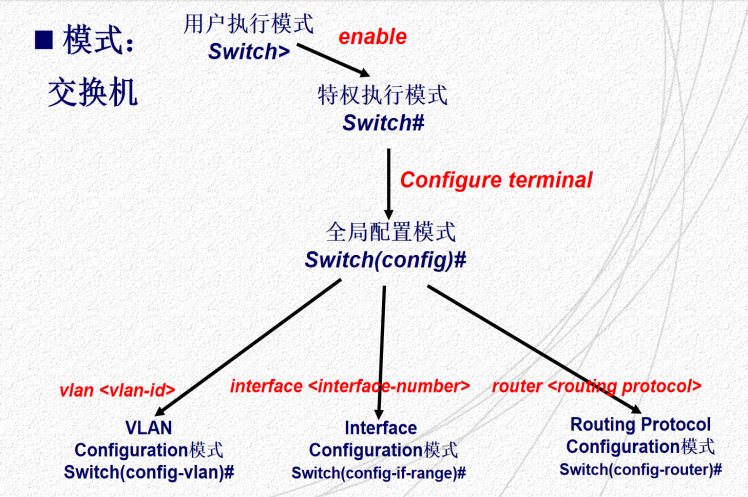 ■ 模式：
交换机
用户执行模式
Switch>
enable
特权执行模式
Switch#
Configure terminal
全局配置模式
Switch(config)#
vlan <vlan-id>
interface <interface-number>
router <routing protocol>
VLAN
Configuration模式
Switch(config-vlan)#
Interface
Configuration模式
Switch(config-if-range)#
Routing Protocol
Configuration模式
Switch(config-router)#